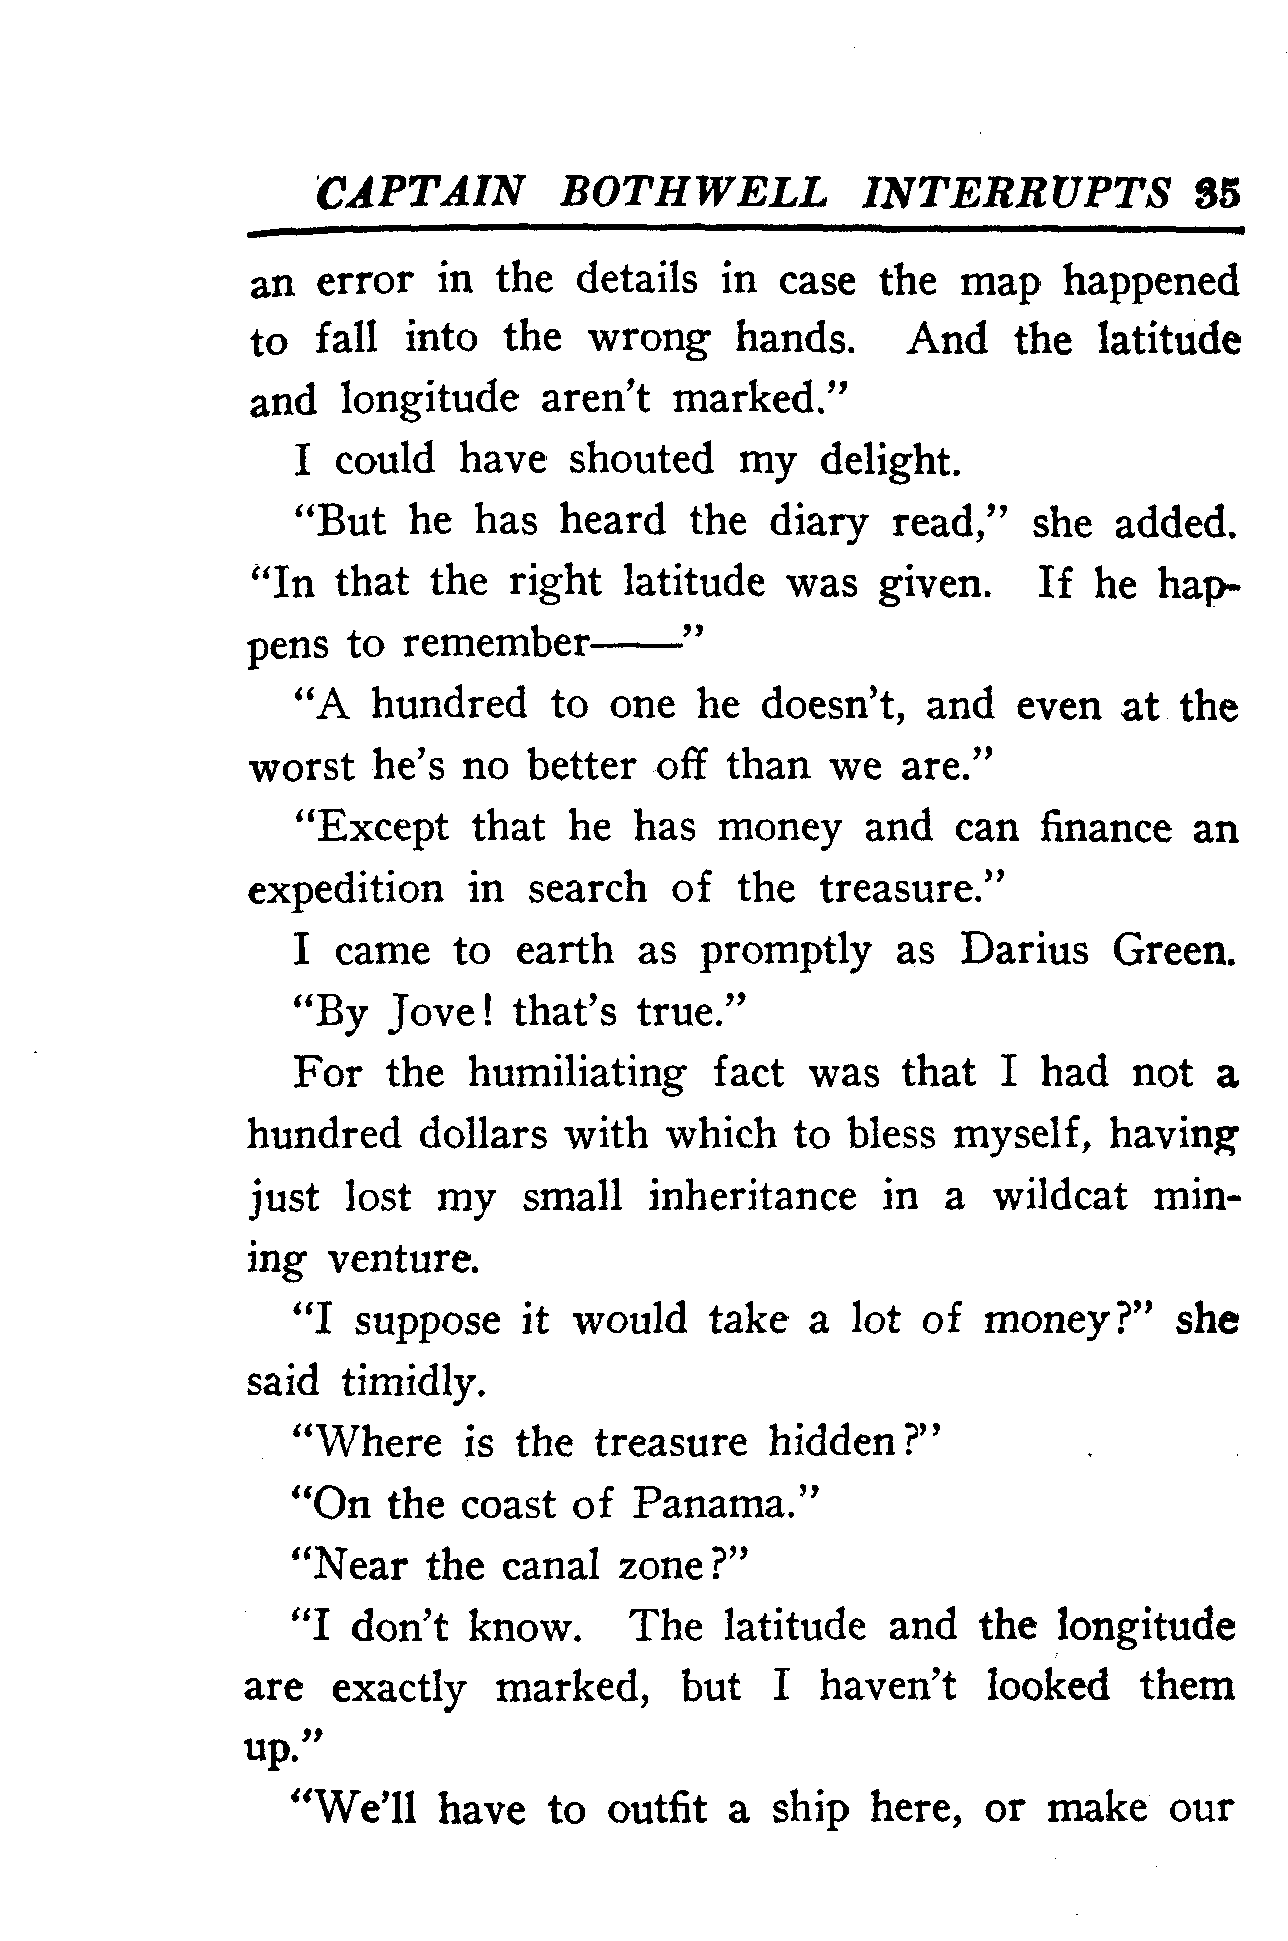 CAPTAIN BOTHWELL INTERRUPTS 35
an error in the details in case the map happened
to fall into the wrong hands. And the latitude
and longitude aren't marked."
I could have shouted my delight.
"But he has heard the diary read," she added.
"In that the right latitude was given. If he hap-
pens to remember——"
"A hundred to one he doesn't, and even at the
worst he's no better off than we are."
"Except that he has money and can finance an
expedition in search of the treasure."
I came to earth as promptly as Darius Green.
"By Jove! that's true."
For the humiliating fact was that I had not a
hundred dollars with which to bless myself, having
just lost my small inheritance in a wildcat min-
ing venture.
"I suppose it would take a lot of money?" she
said timidly.
"Where is the treasure hidden?"
"On the coast of Panama."
"Near the canal zone?"
"I don't know. The latitude and the longitude
are exactly marked, but I haven't looked them
up."
"We'll have to outfit a ship here, or make our